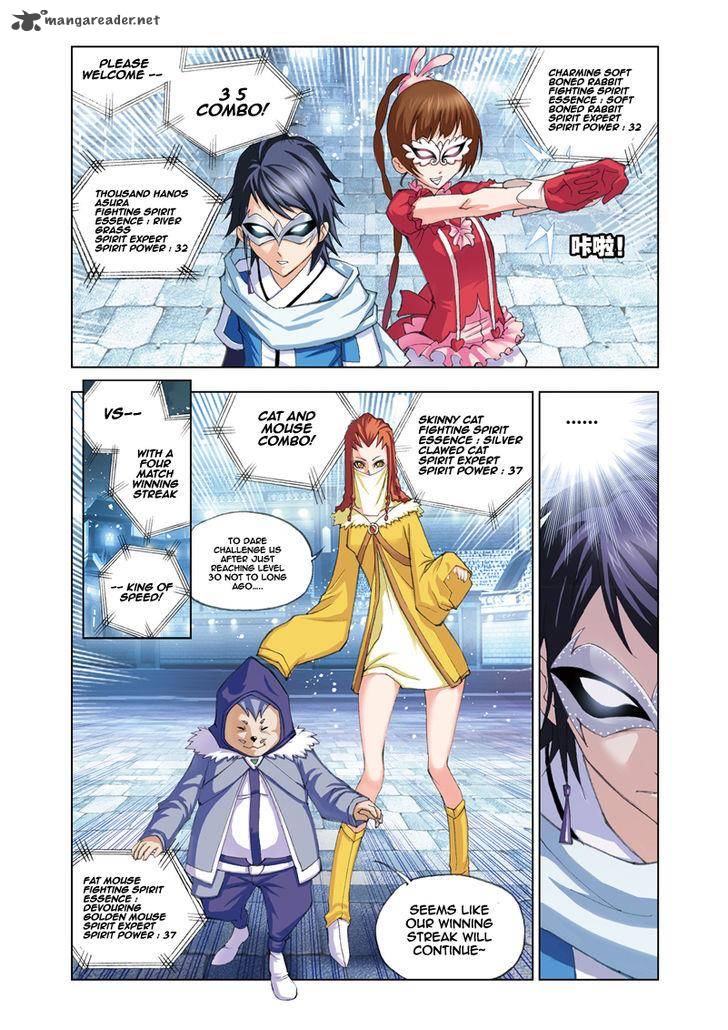 mangareader.net
PLEASE
WELCOME --
3 5
COMBO!
CHARMING SOFT
BONED RABBIT
FIGHTING SPIRIT
ESSENCE : SOFT
BONED RABBIT
SPIRIT EXPERT
SPIRIT POWER : 32
THOUSAND HANDS
ASURA
FIGHTING SPIRIT
ESSENCE : RIVER
GRASS
SPIRIT EXPERT
SPIRIT POWER : 32
咔啦!
VS--
WITH A
FOUR
MATCH
WINNING
STREAK
-- KING OF
SPEED!
CAT AND
MOUSE
COMBO!
SKINNY CAT
FIGHTING SPIRIT
ESSENCE : SILVER
CLAWED CAT
SPIRIT EXPERT
SPIRIT POWER : 37
......
TO DARE
CHALLENGE US
AFTER JUST
REACHING LEVEL
30 NOT TO LONG
AGO.....
FAT MOUSE
FIGHTING SPIRIT
ESSENCE :
DEVOURING
GOLDEN MOUSE
SPIRIT EXPERT
SPIRIT POWER : 37
SEEMS LIKE
OUR WINNING
STREAK WILL
CONTINUE~